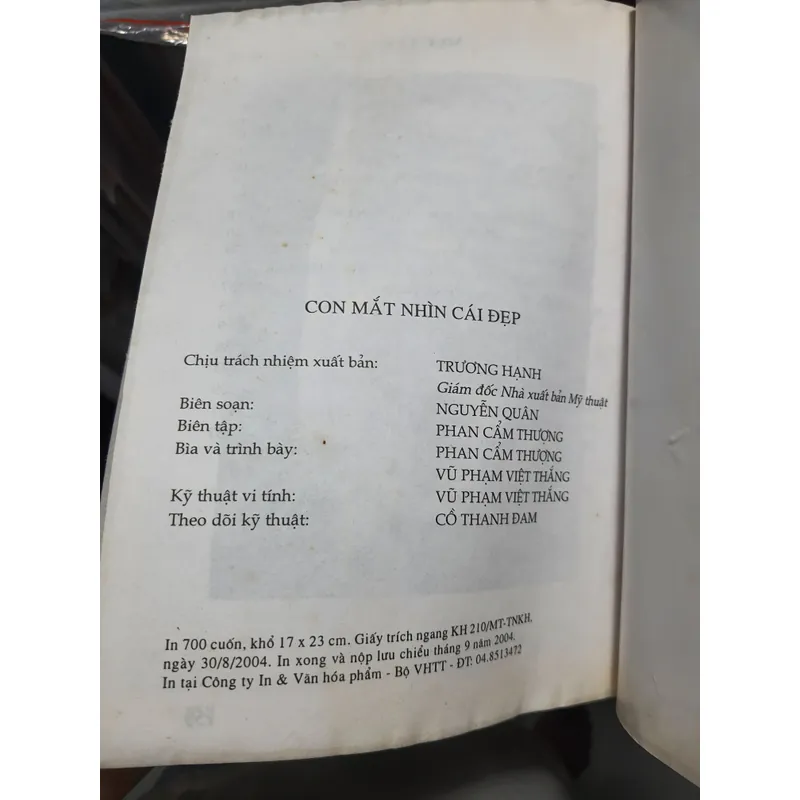 CON MẮT NHÌN CÁI ĐẸP
Chịu trách nhiệm xuất bản: TRƯƠNG HẠNH
Giám đốc Nhà xuất bản Mỹ thuật
Biên soạn: NGUYỄN QUÂN
Biên tập: PHAN CẨM THƯỢNG
Bìa và trình bày: PHAN CẨM THƯỢNG
VŨ PHẠM VIỆT THẮNG
Kỹ thuật vi tính: VŨ PHẠM VIỆT THẮNG
Theo dõi kỹ thuật: CỒ THANH ĐAM
In 700 cuốn, khổ 17 x 23 cm. Giấy trích ngang KH 210/MT-TNKH.
ngày 30/8/2004. In xong và nộp lưu chiểu tháng 9 năm 2004.
In tại Công ty In & Văn hóa phẩm - Bộ VHTT - ĐT: 04.8513472